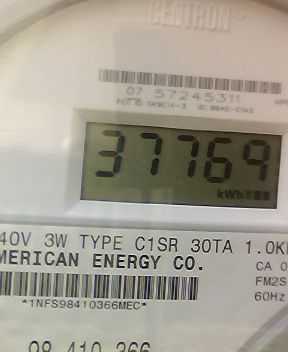 CENTRON®
07 57245311
37769
kWh
40V 3W TYPE C1SR 30TA 1.0K
MERICAN ENERGY CO.
CA 0
FM2S
60Hz
*1NFS98410366MEC*
98 410 366